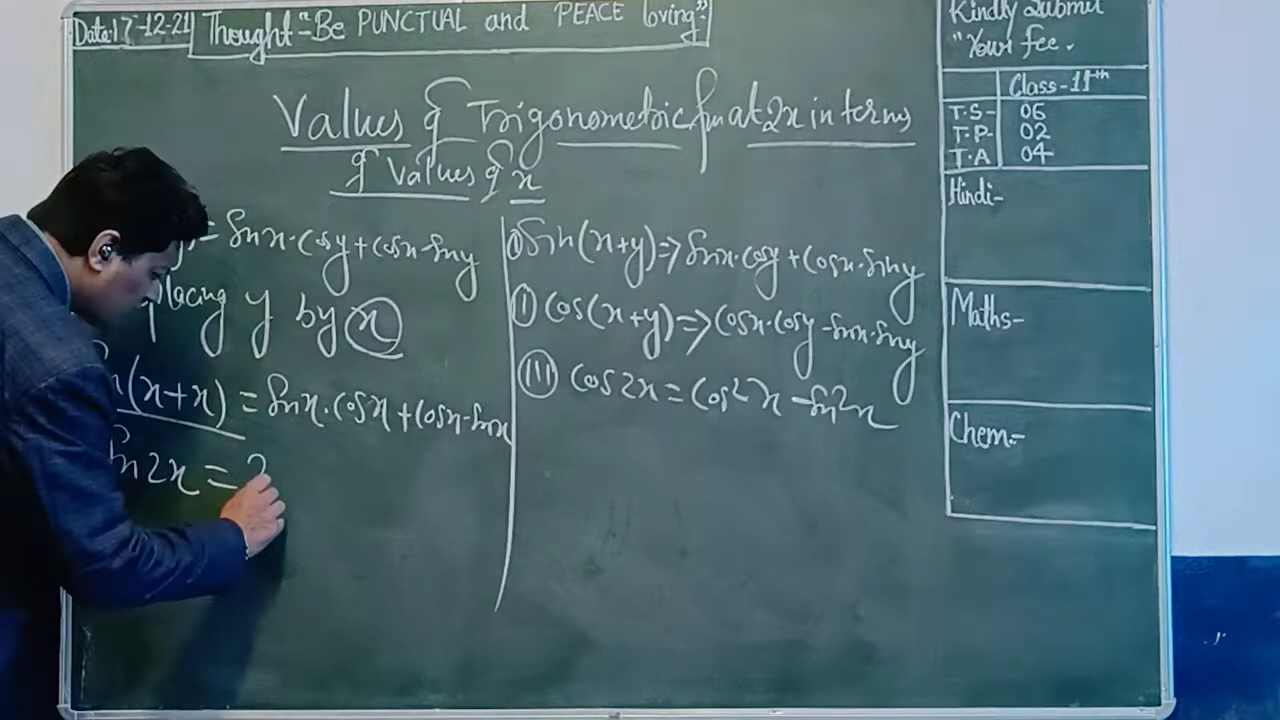 Date:17-12-21
Thought-"Be PUNCTUAL and PEACE loving".
Kindly Submit
"Your fee.
Class-11th
T.S- 06
T.P- 02
T.A 04
Hindi-
Maths-
Chem:-
Values of Trigonometric fn at 2x in terms
of Values of x
= Sinx·Cosy+Cosx·Siny
placing y by x
(x+x) = Sinx·Cosx+Cosx·Sinx
Sin2x = 2
① Sin(x+y)=> Sinx·Cosy+Cosx·Siny
① Cos(x+y)=> Cosx·Cosy-Sinx·Siny
III Cos2x=Cos²x-Sin²x